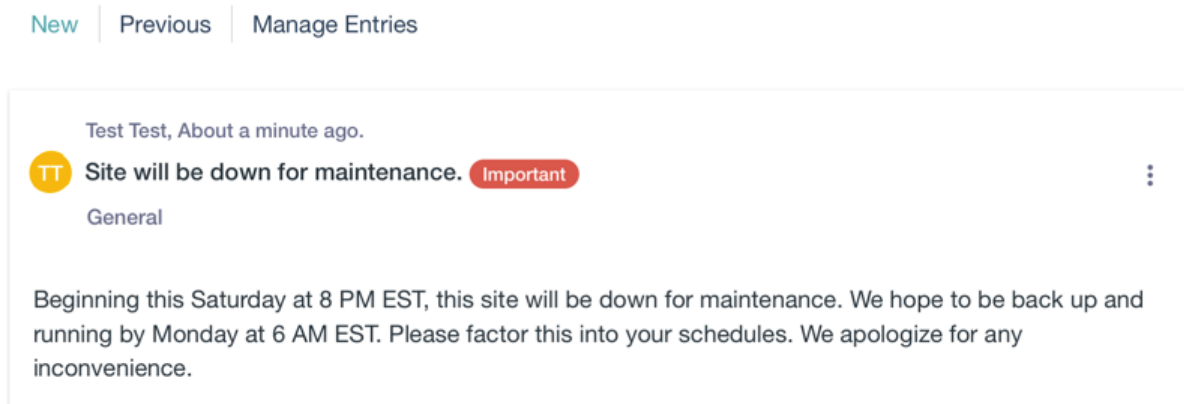 New Previous Manage Entries
Test Test, About a minute ago.
TT Site will be down for maintenance. Important
General
Beginning this Saturday at 8 PM EST, this site will be down for maintenance. We hope to be back up and
running by Monday at 6 AM EST. Please factor this into your schedules. We apologize for any
inconvenience.